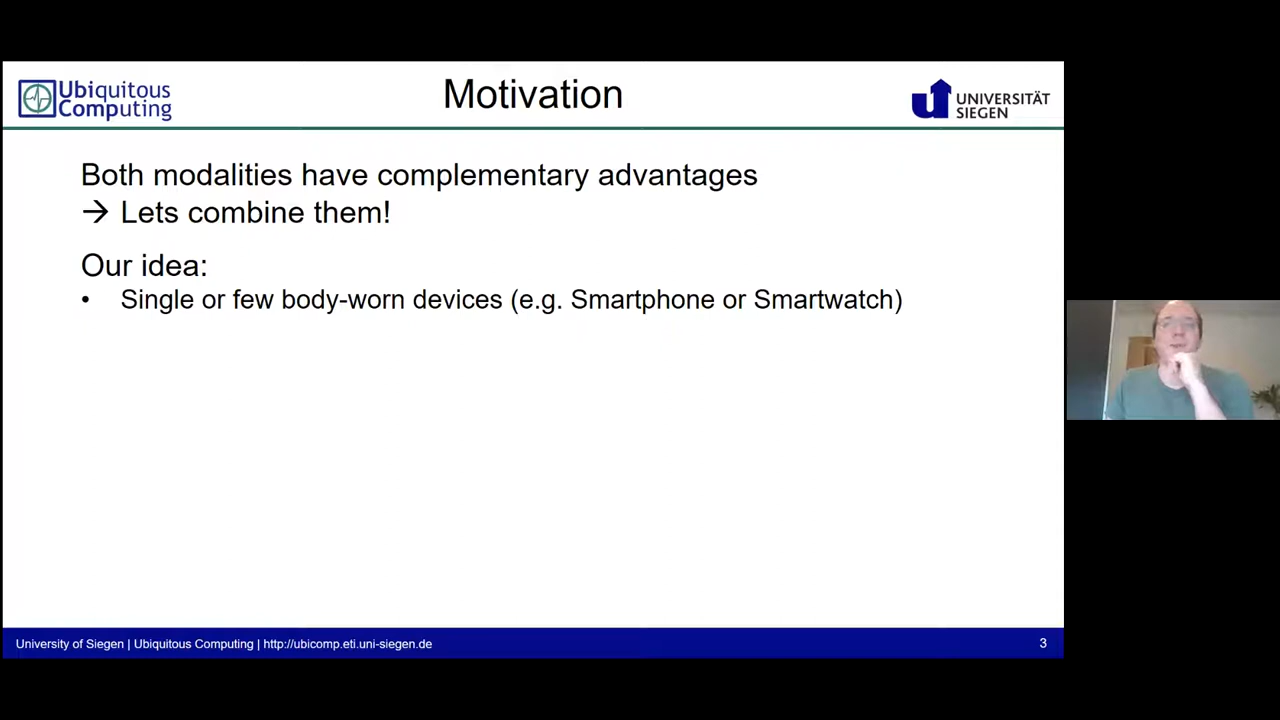 Ubiquitous
Computing
Motivation
UNIVERSITÄT
SIEGEN
Both modalities have complementary advantages
→ Lets combine them!
Our idea:
• Single or few body-worn devices (e.g. Smartphone or Smartwatch)
University of Siegen | Ubiquitous Computing | http://ubicomp.eti.uni-siegen.de
3